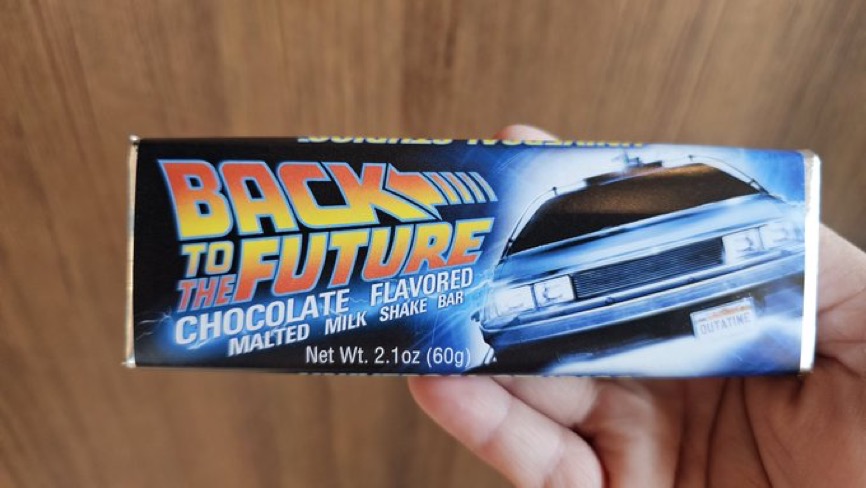 BACK
TO THE FUTURE
CHOCOLATE FLAVORED
MALTED MILK SHAKE BAR
Net Wt. 2.1oz (60g)
OUTATIME